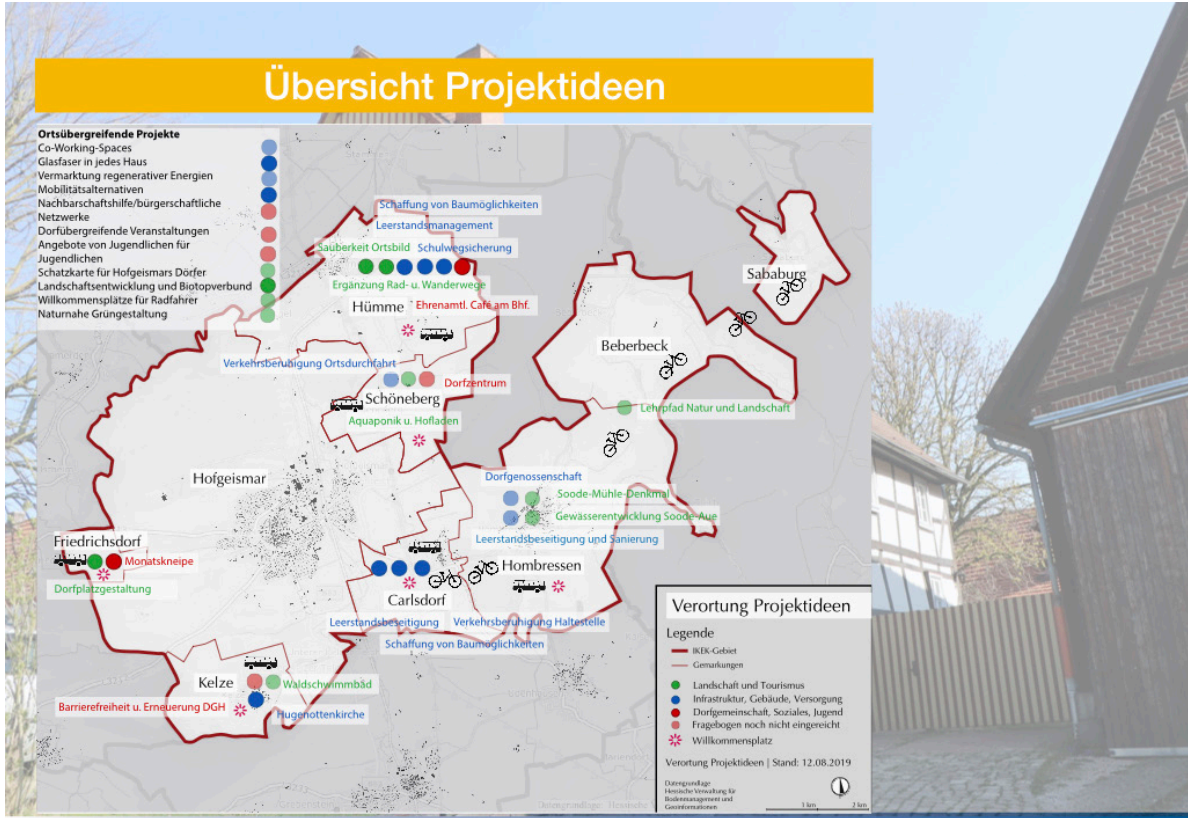 Übersicht Projektideen
Ortsübergreifende Projekte
Co-Working-Spaces
Glasfaser in jedes Haus
Vermarktung regenerativer Energien
Mobilitätsalternativen
Nachbarschaftshilfe/bürgerschaftliche
Netzwerke
Dorfübergreifende Veranstaltungen
Angebote von Jugendlichen für
Jugendlichen
Schatzkarte für Hofgeismars Dörfer
Landschaftsentwicklung und Biotopverbund
Willkommensplätze für Radfahrer
Naturnahe Grüngestaltung
Schaffung von Baumöglichkeiten
Leerstandsmanagement
Sauberkeit Ortsbild
Schulwegsicherung
Ergänzung Rad- u. Wanderwege
Hümme
Ehrenamtl. Café am Bhf.
Sababurg
Beberbeck
Verkehrsberuhigung Ortsdurchfahrt
Dorfzentrum
Schöneberg
Aquaponik u. Hofladen
Lehrpfad Natur und Landschaft
Hofgeismar
Dorfgenossenschaft
Soode-Mühle-Denkmal
Gewässerentwicklung Soode-Aue
Leerstandsbeseitigung und Sanierung
Friedrichsdorf
Monatskneipe
Dorfplatzgestaltung
Hombressen
Carlsdorf
Leerstandsbeseitigung
Verkehrsberuhigung Haltestelle
Schaffung von Baumöglichkeiten
Kelze
Waldschwimmbad
Barrierefreiheit u. Erneuerung DGH
Hugenottenkirche
Verortung Projektideen
Legende
IKEK-Gebiet
Gemarkungen
Landschaft und Tourismus
Infrastruktur, Gebäude, Versorgung
Dorfgemeinschaft, Soziales, Jugend
Fragebogen noch nicht eingereicht
Willkommensplatz
Verortung Projektideen | Stand: 12.08.2019
Datengrundlage
Hessische Verwaltung für
Bodenmanagement und
Geoinformationen
1 km
2 km